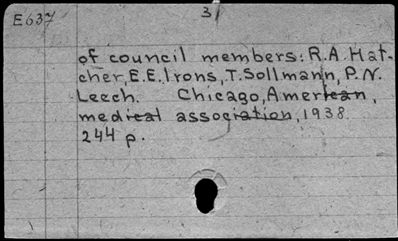 E637
3
of council members: R.A. Hat-
cher, E.E. Irons, T. Sollmann, P.N.
Leech. Chicago, American,
medical association, 1938.
244 p.